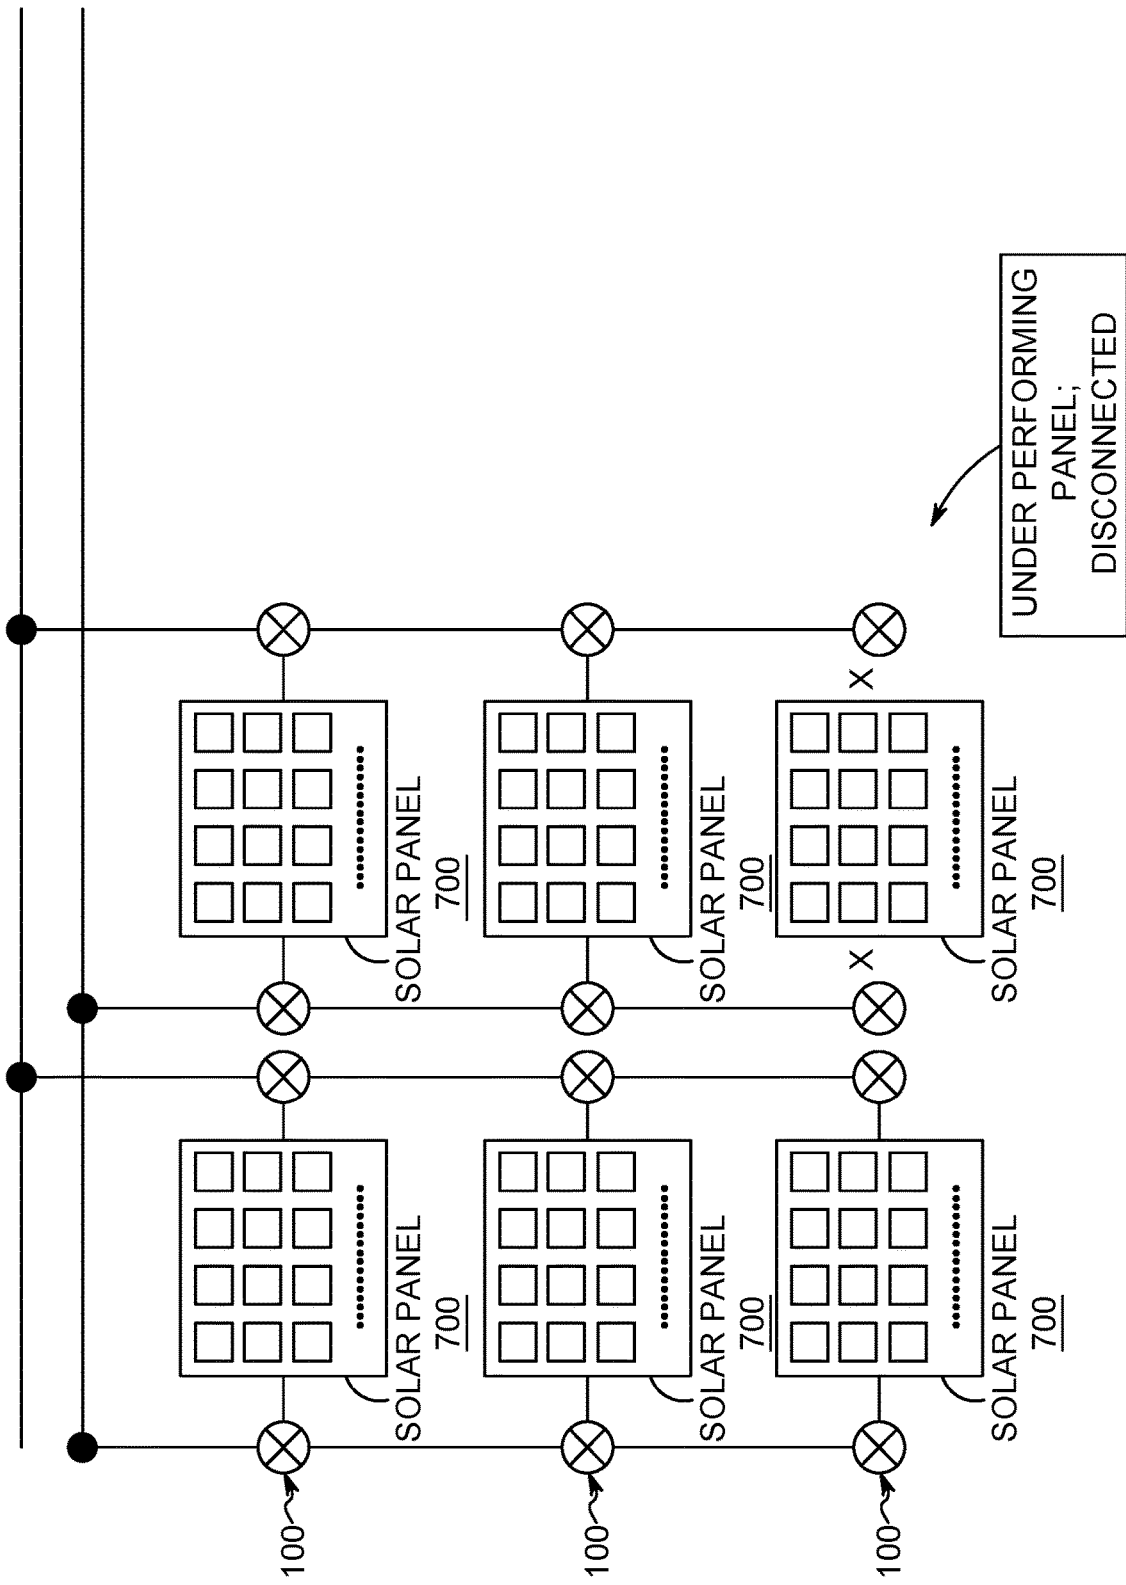 100
SOLAR PANEL
700
SOLAR PANEL
700
100
SOLAR PANEL
700
SOLAR PANEL
700
100
X
X
SOLAR PANEL
700
SOLAR PANEL
700
UNDER PERFORMING
PANEL;
DISCONNECTED